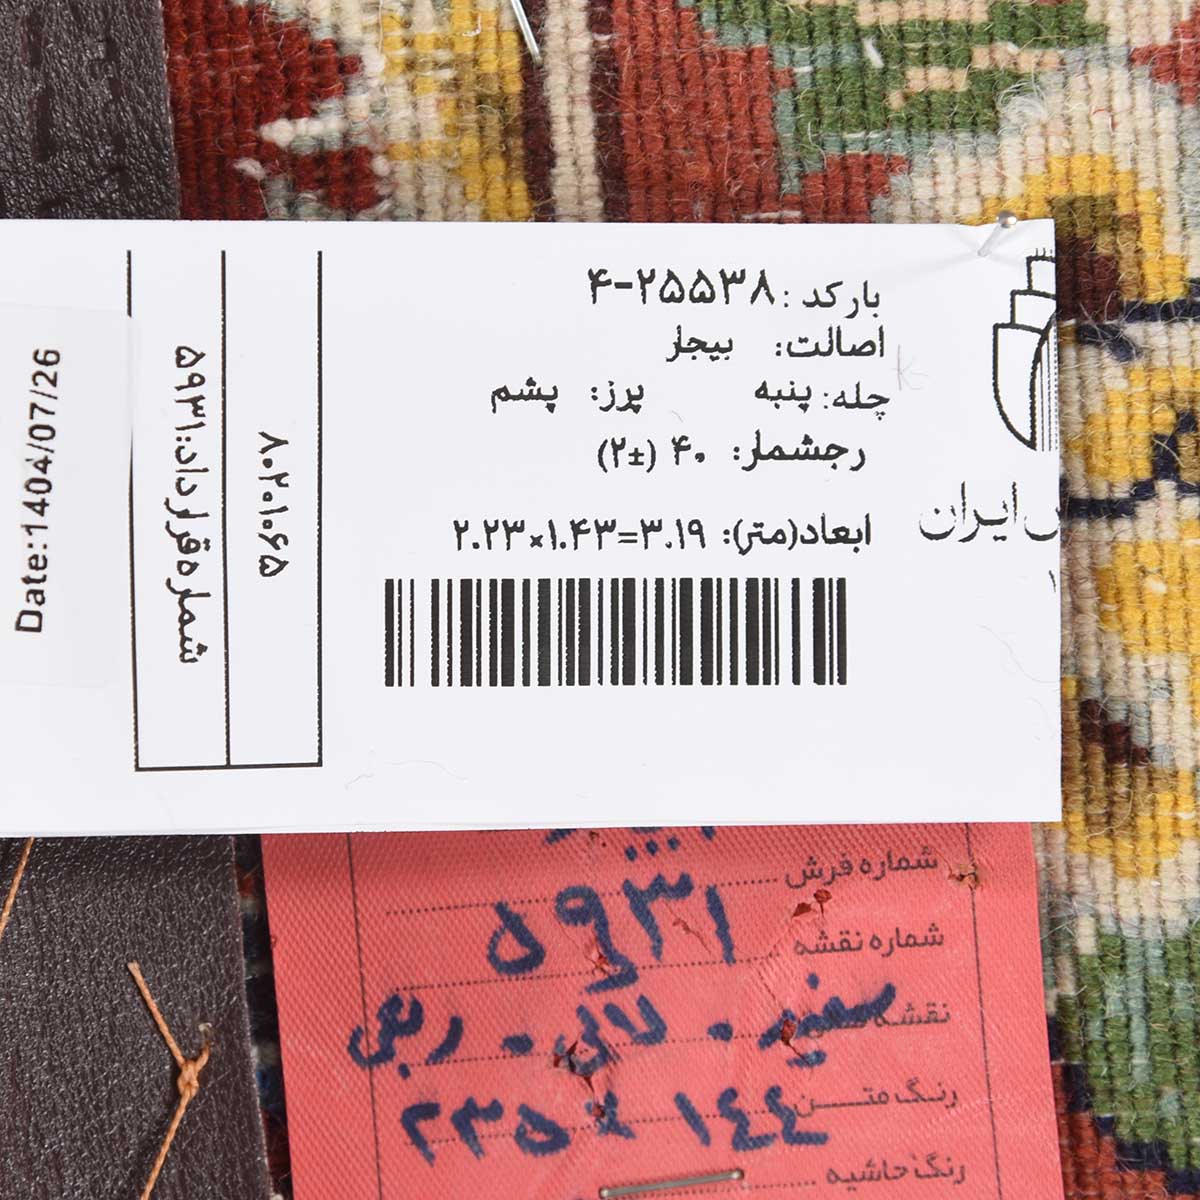 بارکد: ۴-۲۵۵۳۸
اصالت: بیجار
چله: پنبه پرز: پشم
رجشمار: ۴۰ (±۲)
ابعاد(متر): ۲.۲۳×۱.۴۳=۳.۱۹
ایران
۸۰۲۰۱۰۶۵
شماره قرارداد: ۵۹۳۱
Date:1404/07/26
شماره فرش
۵۹۳۱
شماره نقشه
سفید . لاکی .
نقشه
رنگ متن
۲۳۵ × ۱۴۴
رنگ حاشیه